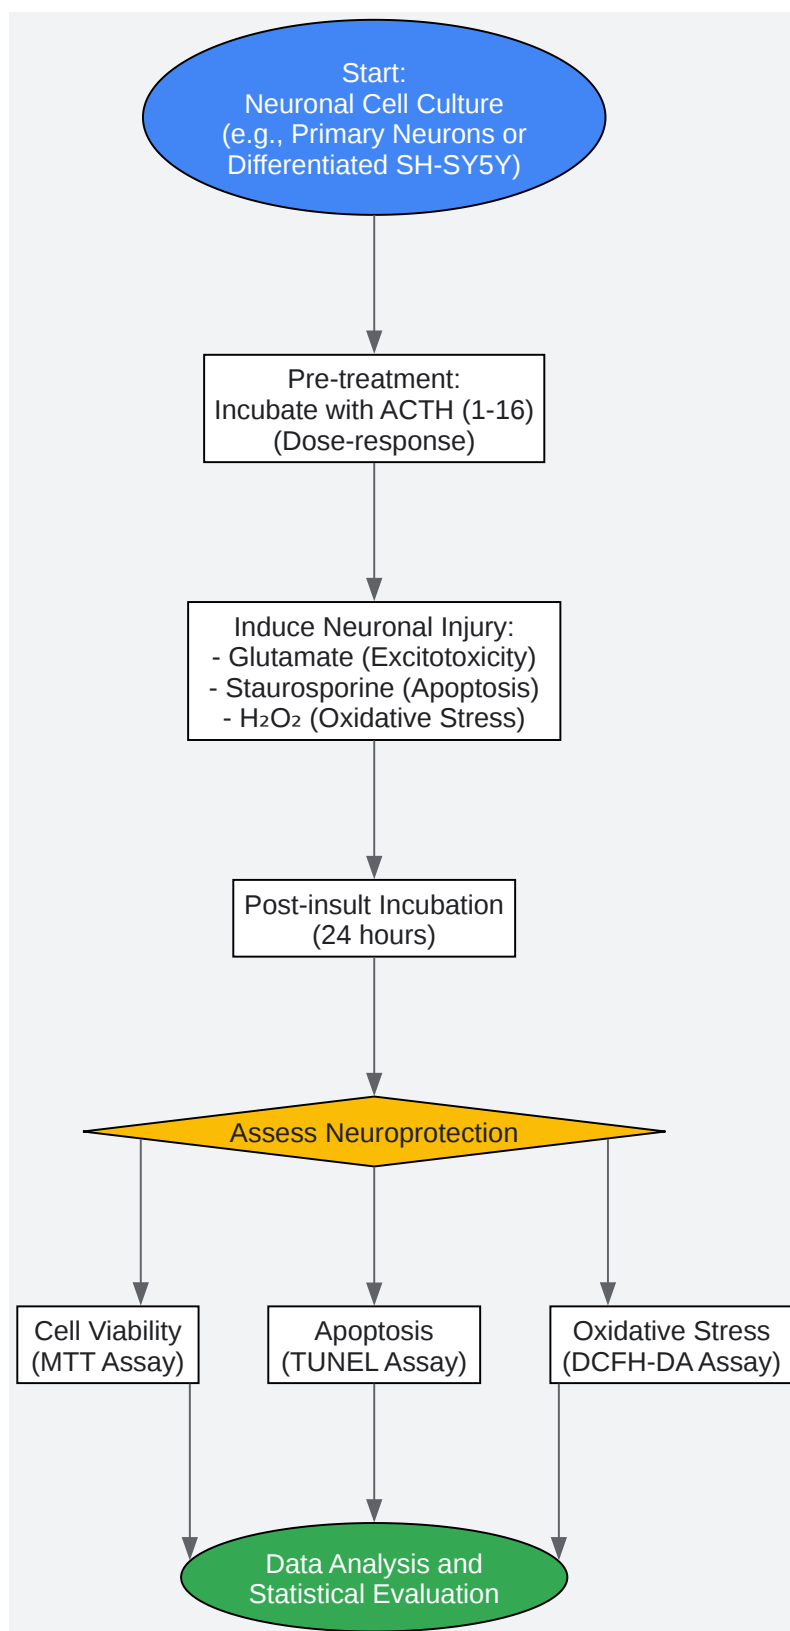 Start:
Neuronal Cell Culture
(e.g., Primary Neurons or
Differentiated SH-SY5Y)
Pre-treatment:
Incubate with ACTH (1-16)
(Dose-response)
Induce Neuronal Injury:
- Glutamate (Excitotoxicity)
- Staurosporine (Apoptosis)
- H₂O₂ (Oxidative Stress)
Post-insult Incubation
(24 hours)
Assess Neuroprotection
Cell Viability
(MTT Assay)
Apoptosis
(TUNEL Assay)
Oxidative Stress
(DCFH-DA Assay)
Data Analysis and
Statistical Evaluation